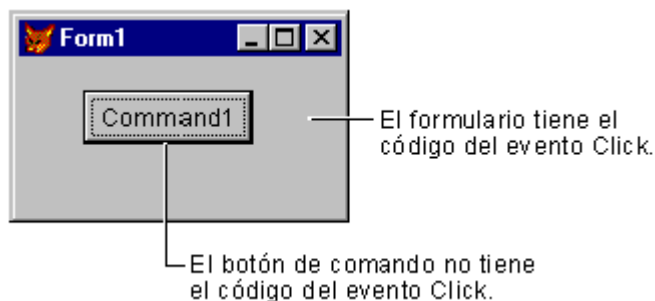 Form1
Command1
El formulario tiene el
código del evento Click.
El botón de comando no tiene
el código del evento Click.